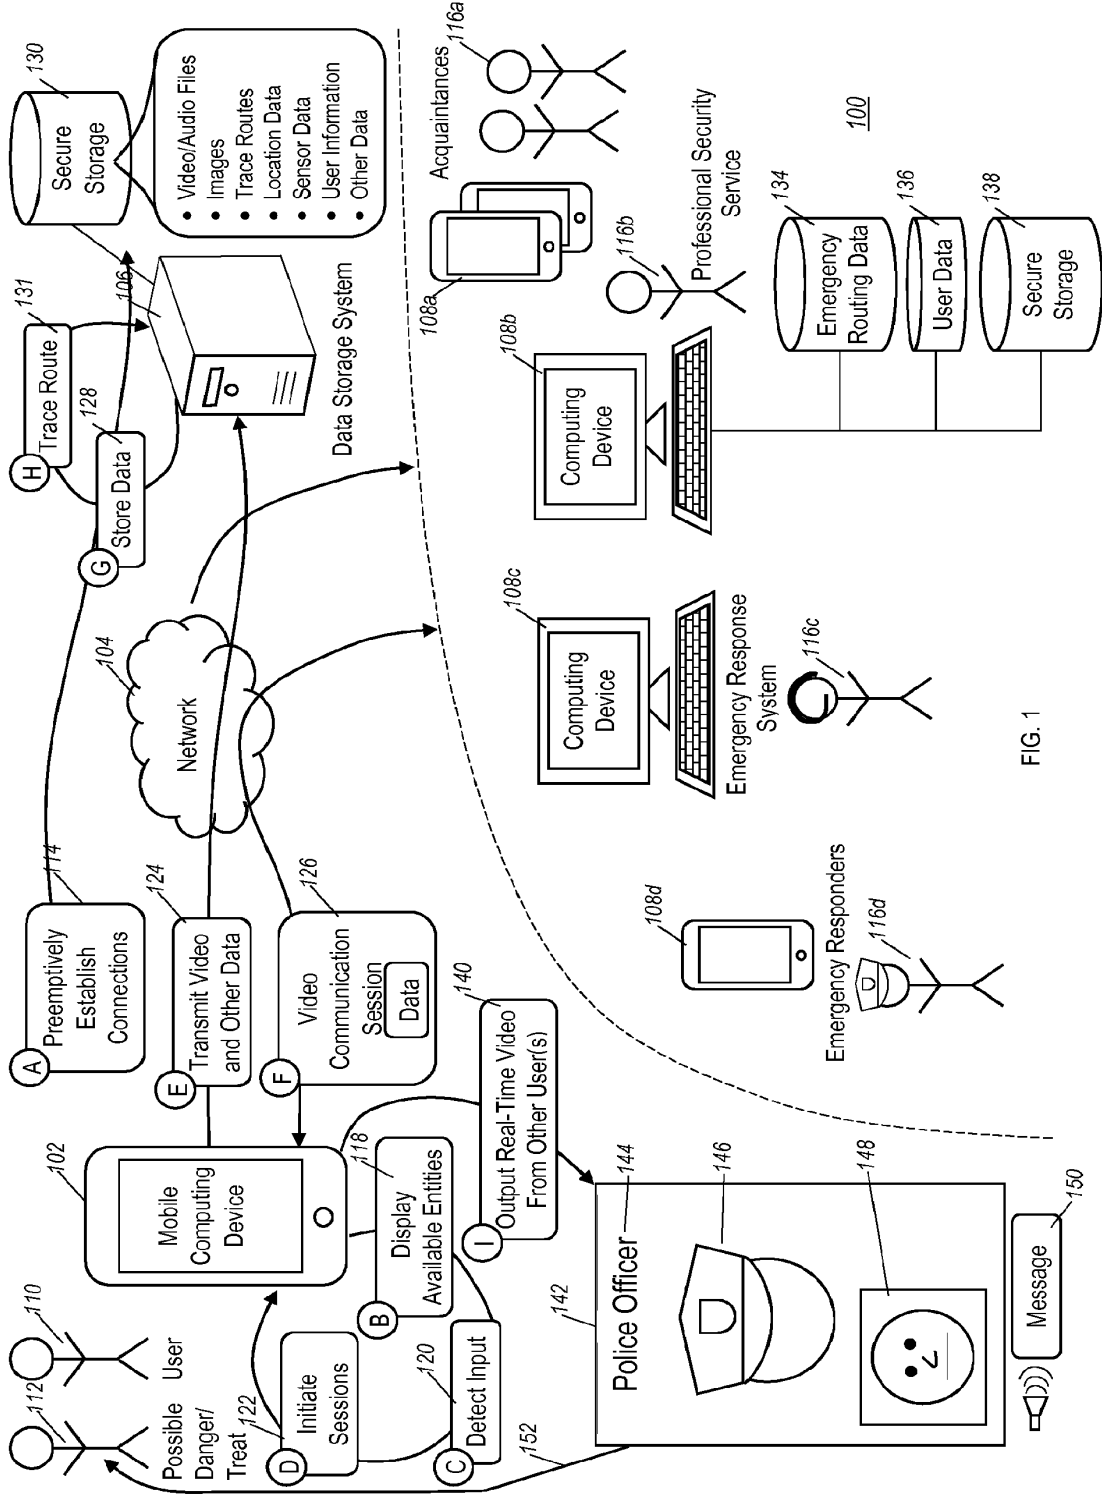 112
110
Possible
Danger/
Treat
User
102
Mobile
Computing
Device
A
Preemptively
Establish
Connections
114
E
Transmit Video
and Other Data
124
F
Video
Communication
Session
Data
126
104
Network
G
Store Data
128
H
Trace Route
131
106
Data Storage System
Secure
Storage
130
• Video/Audio Files
• Images
• Trace Routes
• Location Data
• Sensor Data
• User Information
• Other Data
D
Initiate
Sessions
122
C
Detect Input
120
B
Display
Available Entities
118
I
Output Real-Time Video
From Other User(s)
140
152
142
Police Officer
144
146
148
Message
150
108d
Emergency Responders
116d
108c
Computing
Device
Emergency Response
System
116c
108b
Computing
Device
116b
Professional Security
Service
108a
Acquaintances
116a
Emergency
Routing Data
134
User Data
136
Secure
Storage
138
100
FIG. 1